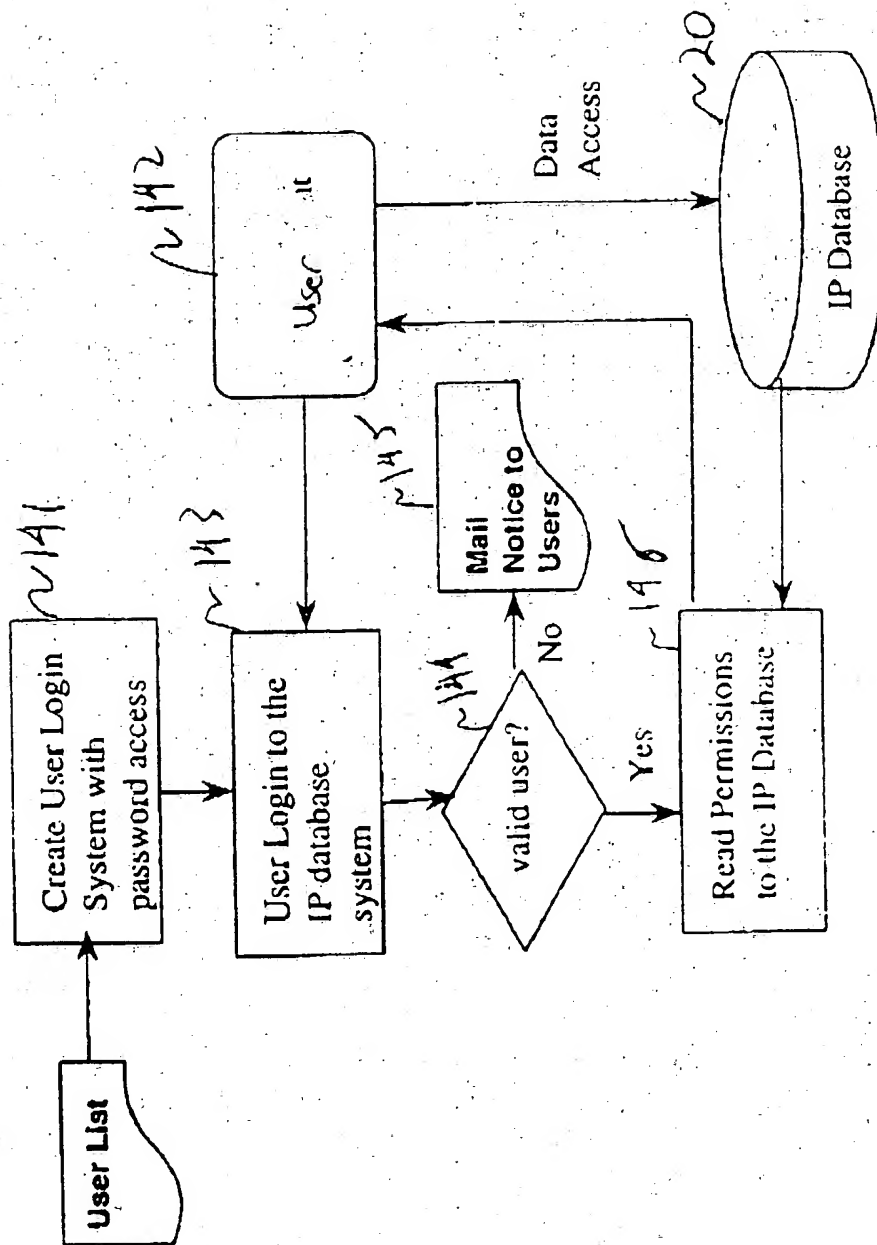 User List
Create User Login
System with
password access
~141
User Login to the
IP database
system
~143
User at
~142
valid user?
~144
No
Yes
Mail
Notice to
Users
~145
Read Permissions
to the IP Database
~146
Data
Access
IP Database
~20